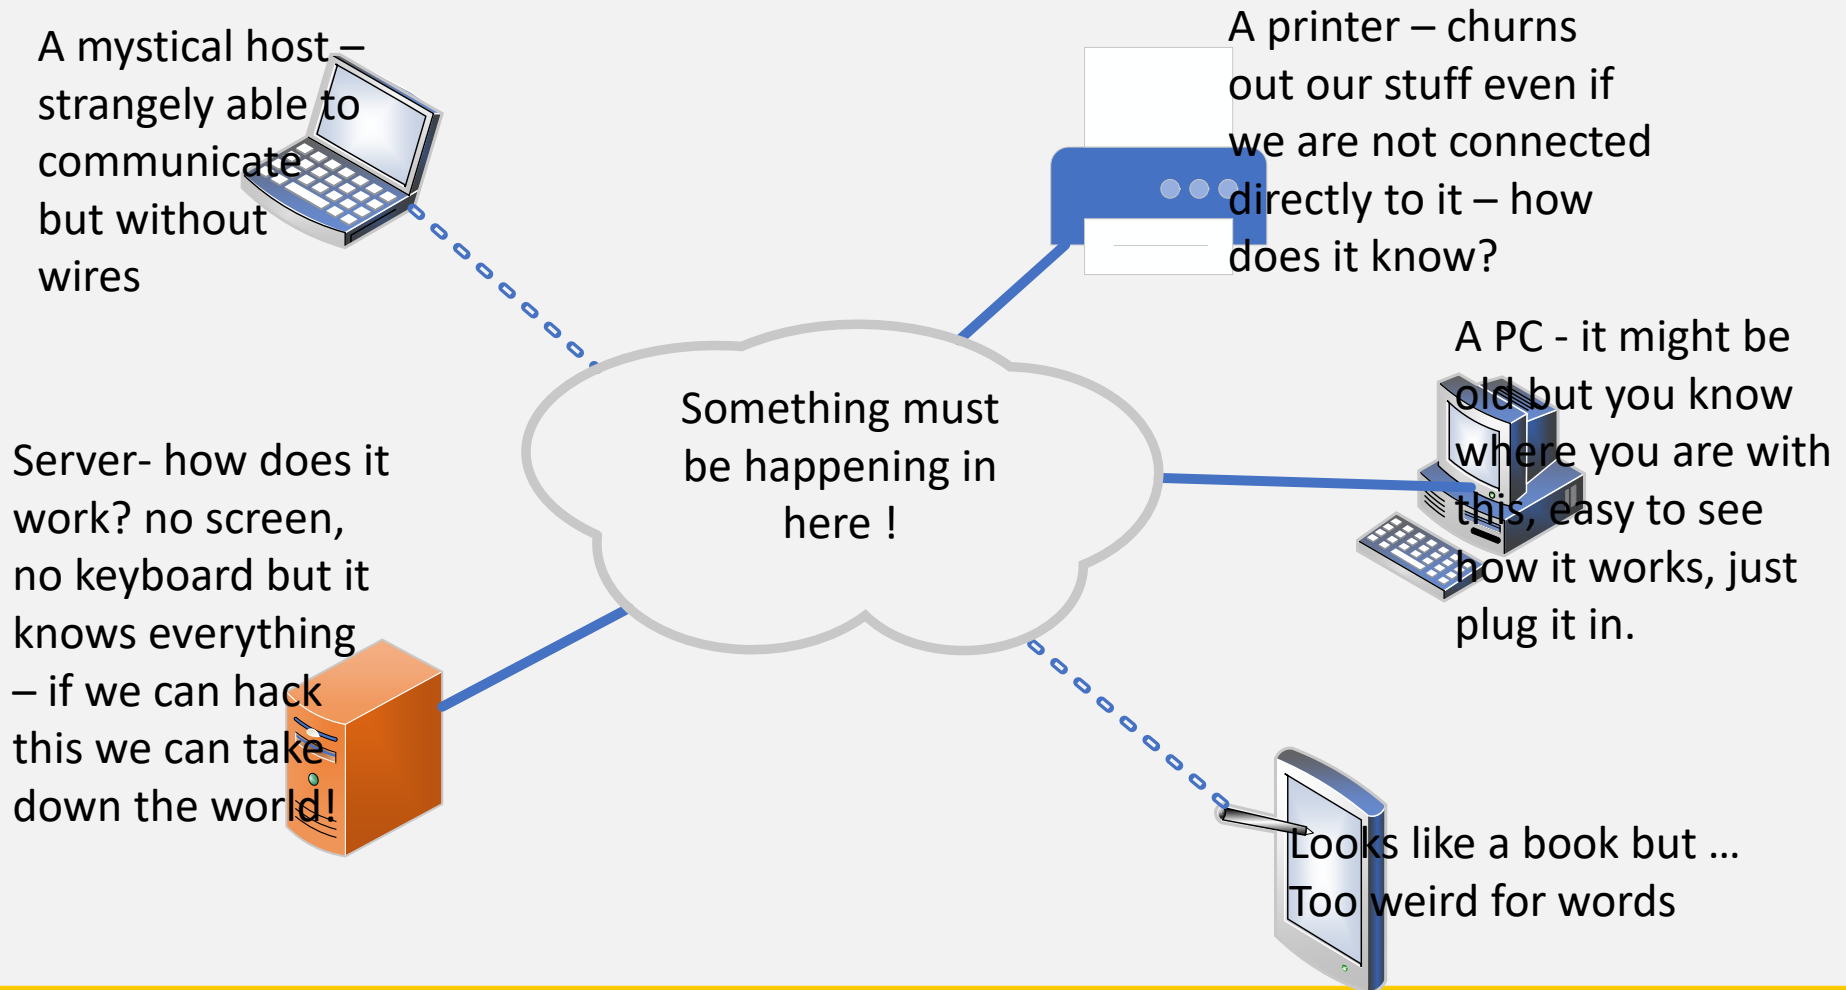 A mystical host –
strangely able to
communicate
but without
wires
A printer – churns
out our stuff even if
we are not connected
directly to it – how
does it know?
Something must
be happening in
here !
A PC - it might be
old but you know
where you are with
this, easy to see
how it works, just
plug it in.
Server- how does it
work? no screen,
no keyboard but it
knows everything
– if we can hack
this we can take
down the world!
Looks like a book but …
Too weird for words